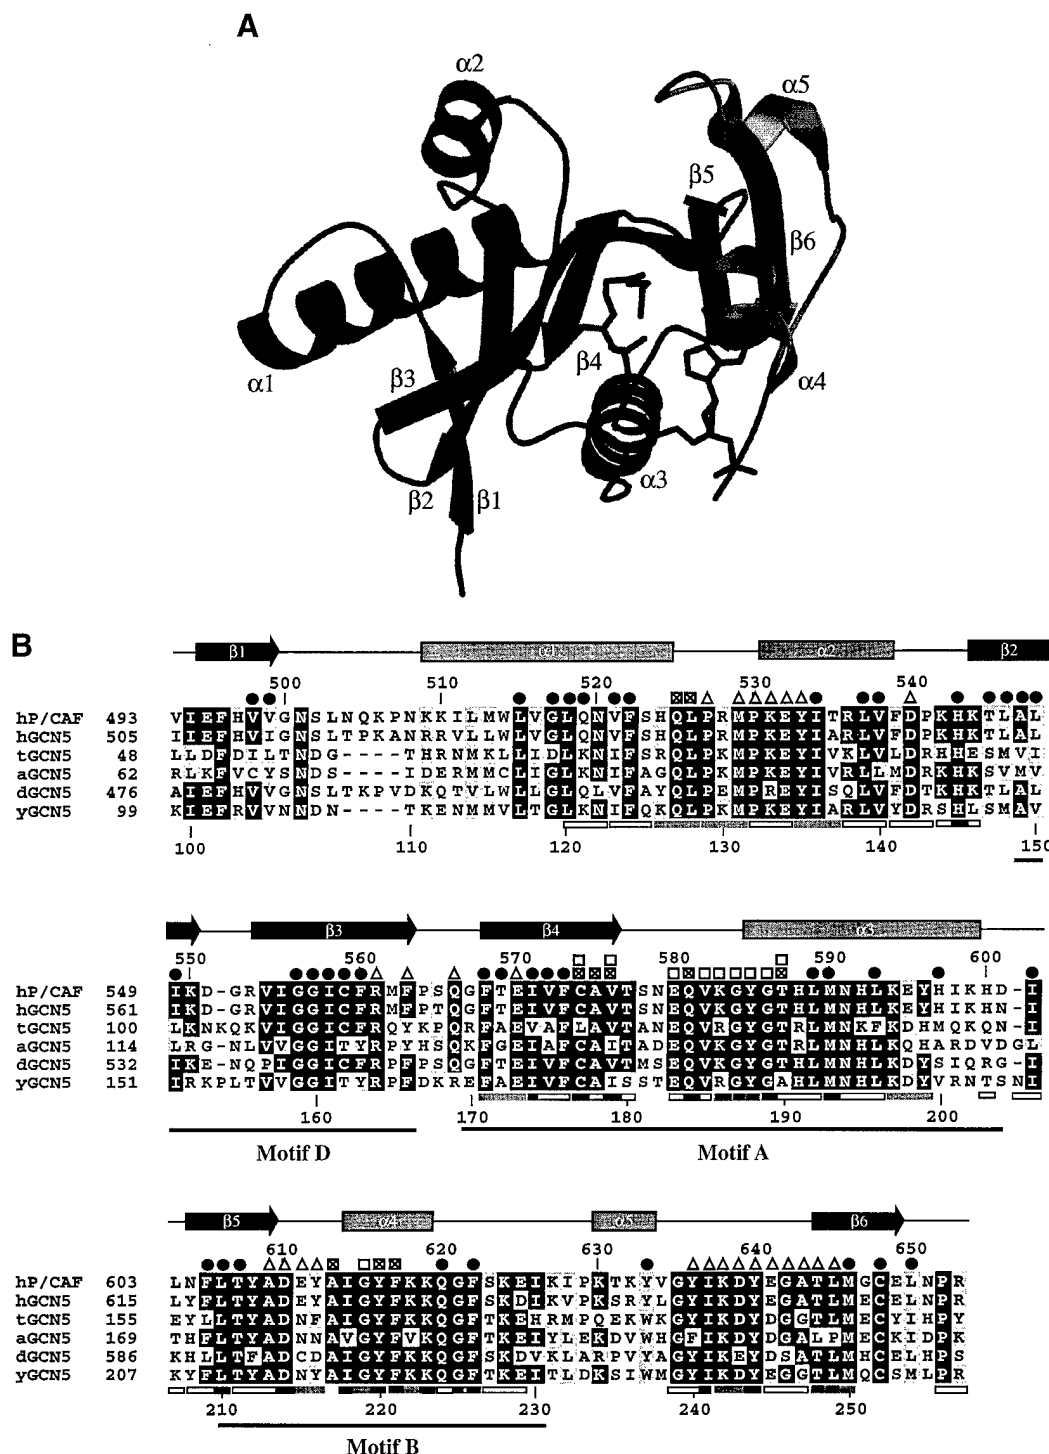 A
α2
α5
β5
β6
α1
β3
β4
α4
α3
β2
β1
B
β1 α1 α2 β2
500 510 520 530 540
hP/CAF 493 VIEFHVVGNSLNQKPNKKILMWLVGLQNVFSHQLPRMPKEYITRLVFDPKHKTLAL
hGCN5 505 IIEFHVIGNSLTPKANRRVLLWLVGLQNVFSHQLPRMPKEYIARLVFDPKHKTLAL
tGCN5 48 LLDFDILTNDG----THRNMKLLIDLKNIFSRQLPKMPKEYIVKLVLDRHHESMVI
aGCN5 62 RLKFVCYSNDS----IDERMMCLIGLKNIFAGQLPKMPKEYIVRLLMDRKHKSVMV
dGCN5 476 AIEFHVVGNSLTKPVDKQTVLWLLGLQLVFAYQLPEMPREYISQLVFDTKHKTLAL
yGCN5 99 KIEFRVVNNDN----TKENMMVLTGLKNIFQKQLPKMPKEYIARLVYDRSHLSMAV
100 110 120 130 140 150
β3 β4 α3
550 560 570 580 590 600
hP/CAF 549 IKD-GRVIGGICFRMFPSQGFTEIVFCAVTSNEQVKGYGTHLMNHLKEYHIKHD-I
hGCN5 561 IKD-GRVIGGICFRMFPTQGFTEIVFCAVTSNEQVKGYGTHLMNHLKEYHIKHN-I
tGCN5 100 LKNKQKVIGGICFRQYKPQRFAEVAFLAVTANEQVRGYGTRLMNKFKDHMQKQN-I
aGCN5 114 LRG-NLVVGGITYRPYHSQKFGEIAFCAITADEQVKGYGTRLMNHLKQHARDVDGL
dGCN5 532 IKE-NQPIGGICFRPFPSQGFTEIVFCAVTMSEQVKGYGTHLMNHLKDYSIQRG-I
yGCN5 151 IRKPLTVVGGITYRPFDKREFAEIVFCAISSTEQVRGYGAHLMNHLKDYVRNTSNI
160 170 180 190 200
Motif D Motif A
β5 α4 α5 β6
610 620 630 640 650
hP/CAF 603 LNFLTYADEYAIGYFKKQGFSKEIKIPKTKYVGYIKDYEGATLMGCELNPR
hGCN5 615 LYFLTYADEYAIGYFKKQGFSKDIKVPKSRYLGYIKDYEGATLMECELNPR
tGCN5 155 EYLLTYADNFAIGYFKKQGFTKEHRMPQEKWKGYIKDYDGGTLMECYIHPY
aGCN5 169 THFLTYADNNAVGYFVKQGFTKEIYLEKDVWHGFIKDYDGALPMECKIDPK
dGCN5 586 KHLLTFADCDAIGYFKKQGFSKDVKLARPVYAGYIKEYDSATLMHCELHPS
yGCN5 207 KYFLTYADNYAIGYFKKQGFTKEITLDKSIWMGYIKDYEGGTLMQCSMLPR
210 220 230 240 250
Motif B